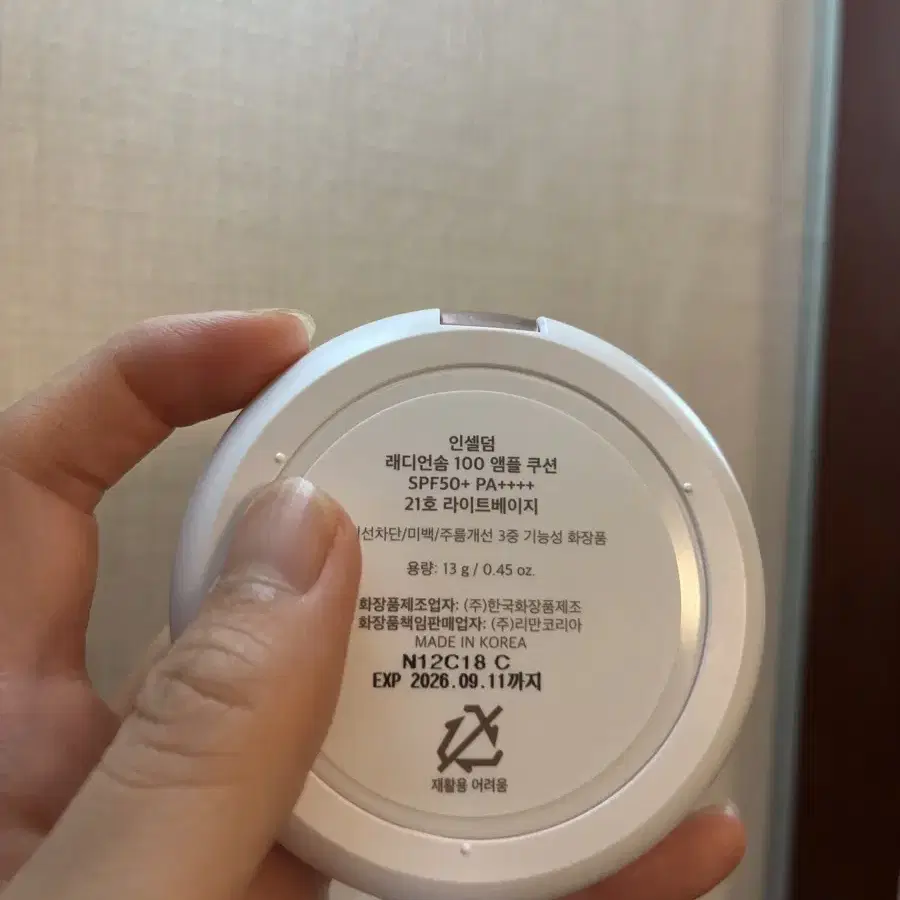 인셀덤
래디언솜 100 앰플 쿠션
SPF50+ PA++++
21호 라이트베이지
미백/주름개선 3중 기능성 화장품
용량: 13 g / 0.45 oz.
화장품제조업자: (주)한국화장품제조
화장품책임판매업자: (주)리만코리아
MADE IN KOREA
N12C18 C
EXP 2026.09.11까지
재활용 어려움